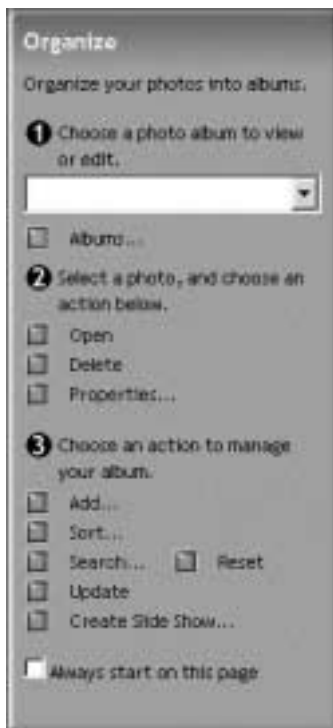 Organize
Organize your photos into albums.
1 Choose a photo album to view
or edit.
Albums...
2 Select a photo, and choose an
action below.
Open
Delete
Properties...
3 Choose an action to manage
your album.
Add...
Sort...
Search... Reset
Update
Create Slide Show...
Always start on this page